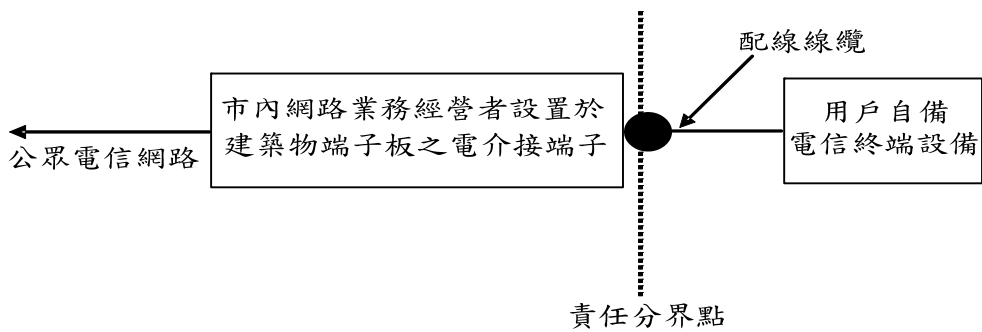 配線線纜
市內網路業務經營者設置於
建築物端子板之電介接端子
用戶自備
電信終端設備
公眾電信網路
責任分界點